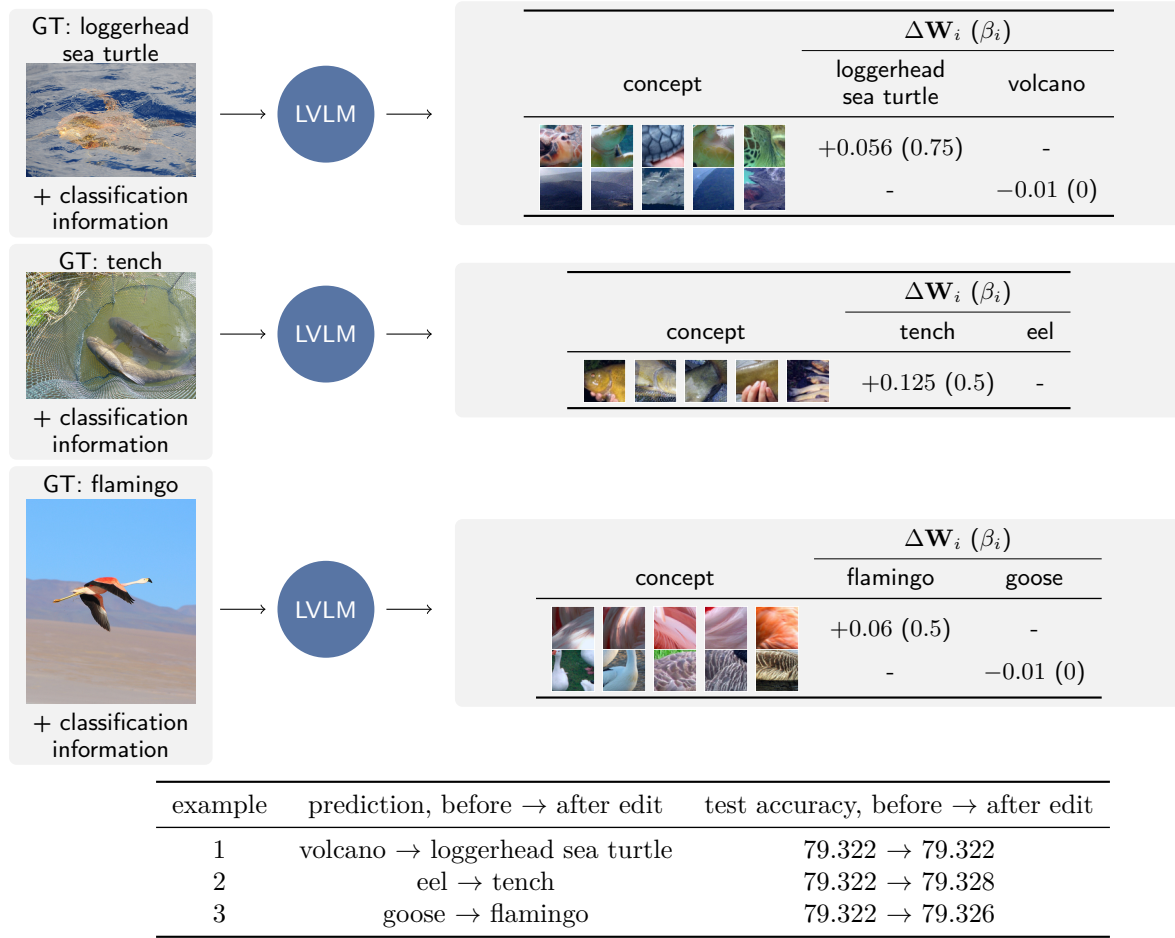 GT: loggerhead
sea turtle
+ classification
information
LVLM
ΔW_i (β_i)
concept loggerhead sea turtle volcano
+0.056 (0.75) -
- −0.01 (0)
GT: tench
+ classification
information
LVLM
ΔW_i (β_i)
concept tench eel
+0.125 (0.5) -
GT: flamingo
+ classification
information
LVLM
ΔW_i (β_i)
concept flamingo goose
+0.06 (0.5) -
- −0.01 (0)
example prediction, before → after edit test accuracy, before → after edit
1 volcano → loggerhead sea turtle 79.322 → 79.322
2 eel → tench 79.322 → 79.328
3 goose → flamingo 79.322 → 79.326